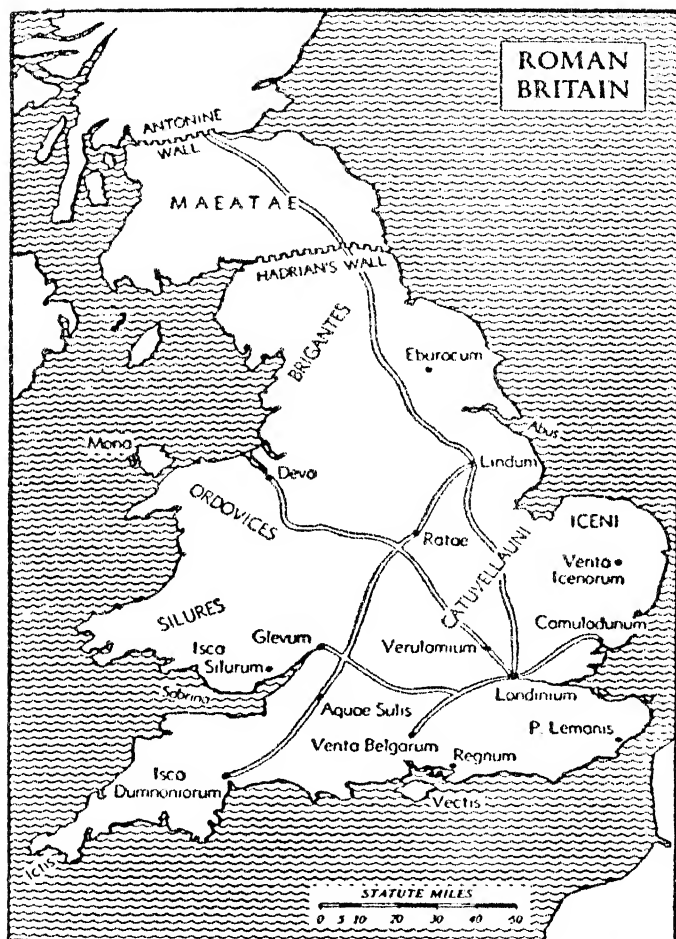 ROMAN
BRITAIN
ANTONINE
WALL
MAEATAE
HADRIAN'S WALL
BRIGANTES
Eburacum
Abus
Mona
Deva
Lindum
ORDOVICES
ICENI
Ratae
CATUVELLAUNI
Venta
Icenorum
SILURES
Camulodunum
Glevum
Verulamium
Isca
Silurum
Sabrina
Londinium
Aquae Sulis
P. Lemanis
Venta Belgarum
Regnum
Isca
Dumnoniorum
Vectis
Ictis
STATUTE MILES
0 5 10 20 30 40 50